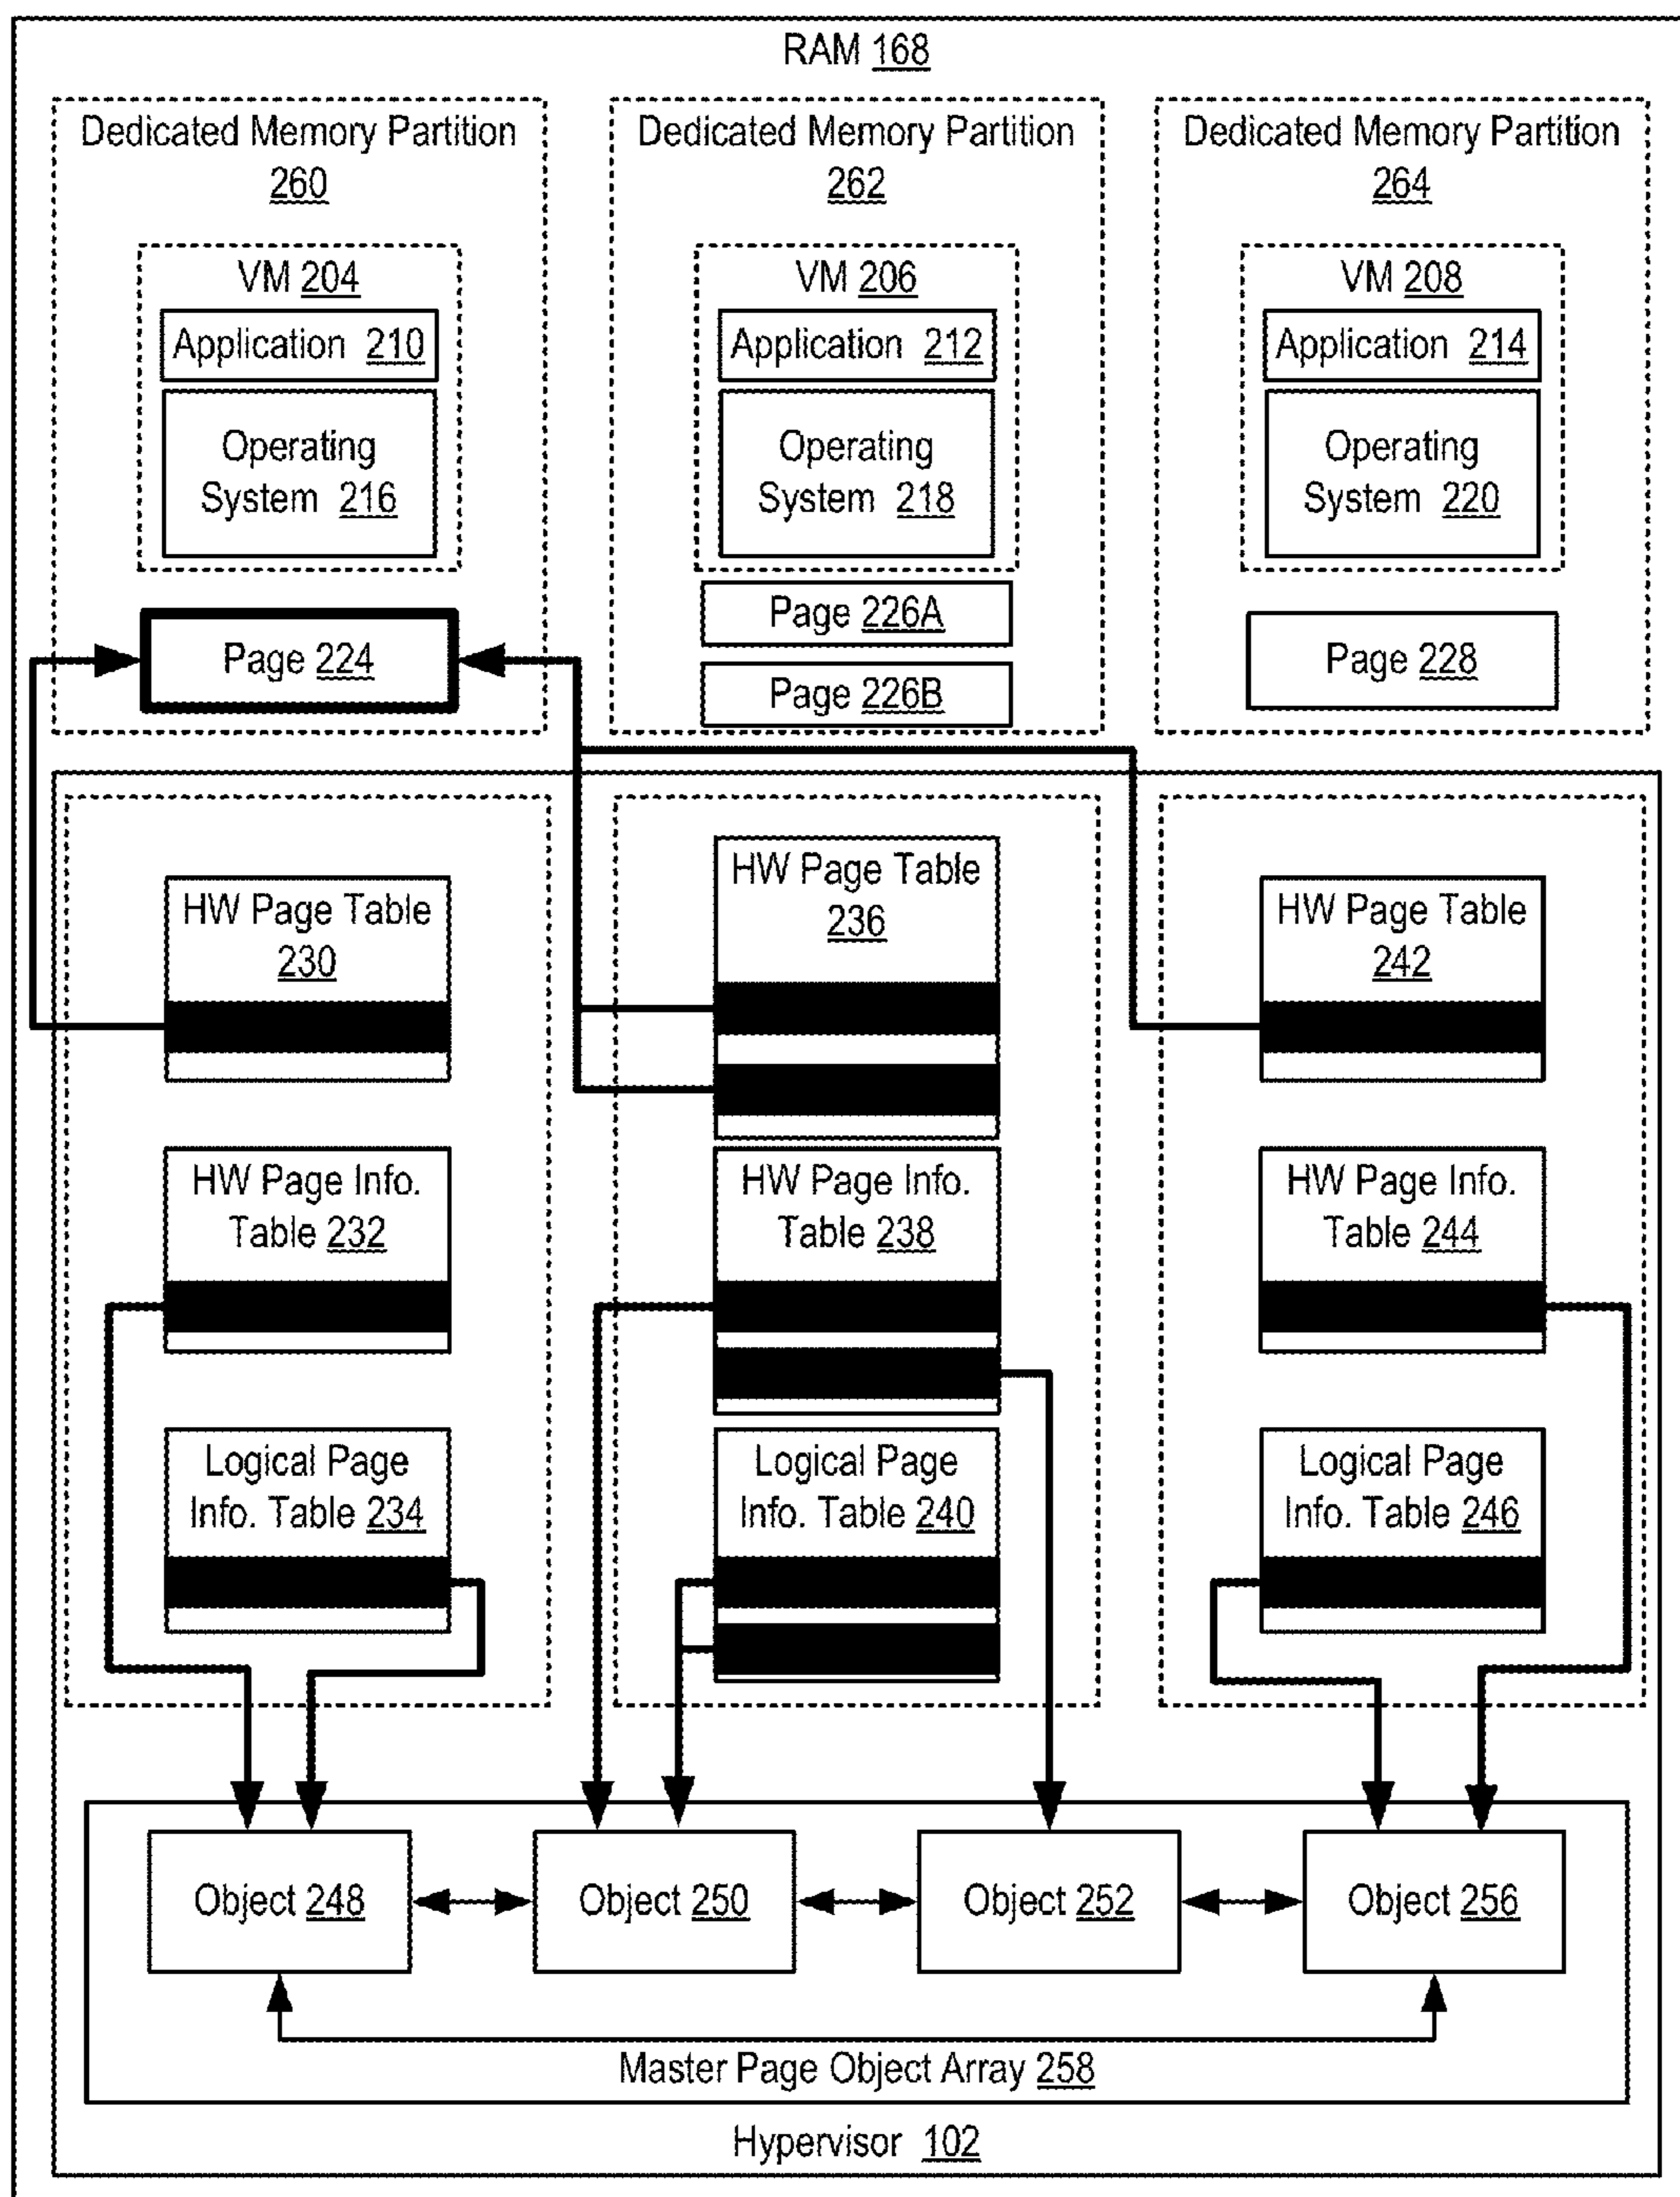 RAM 168
Dedicated Memory Partition
260
VM 204
Application 210
Operating
System 216
Page 224
Dedicated Memory Partition
262
VM 206
Application 212
Operating
System 218
Page 226A
Page 226B
Dedicated Memory Partition
264
VM 208
Application 214
Operating
System 220
Page 228
HW Page Table
230
HW Page Info.
Table 232
Logical Page
Info. Table 234
HW Page Table
236
HW Page Info.
Table 238
Logical Page
Info. Table 240
HW Page Table
242
HW Page Info.
Table 244
Logical Page
Info. Table 246
Object 248
Object 250
Object 252
Object 256
Master Page Object Array 258
Hypervisor 102